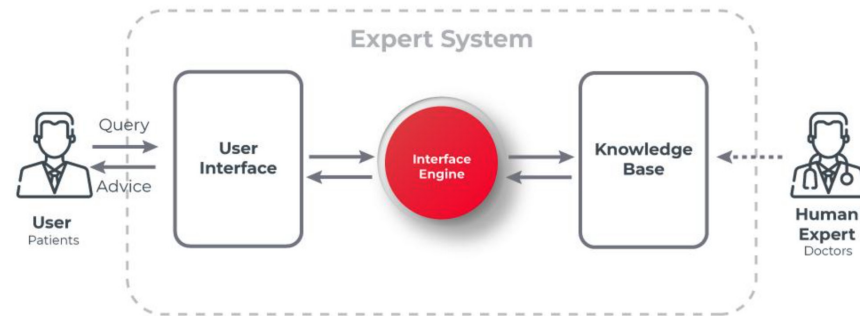 Expert System
Query
Advice
User
Patients
User
Interface
Interface
Engine
Knowledge
Base
Human
Expert
Doctors